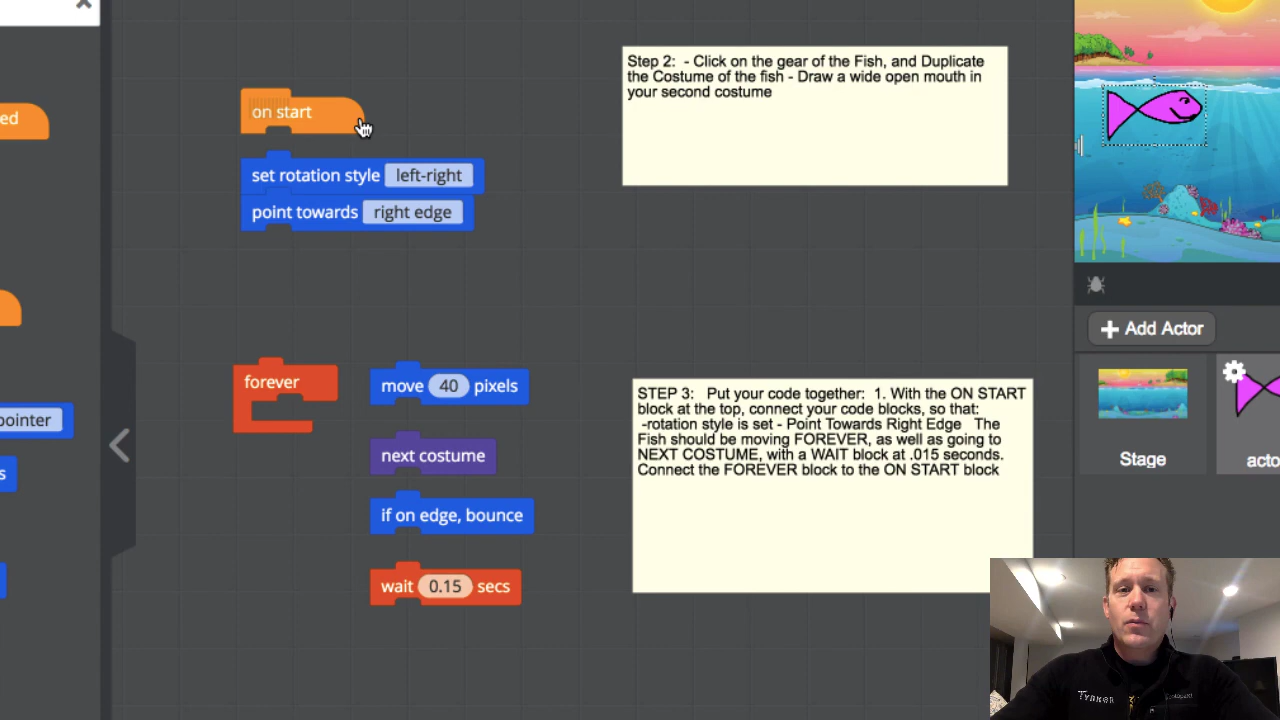 ed
on start
set rotation style left-right
point towards right edge
Step 2:  - Click on the gear of the Fish, and Duplicate
the Costume of the fish - Draw a wide open mouth in
your second costume
pointer
s
forever
move 40 pixels
next costume
if on edge, bounce
wait 0.15 secs
STEP 3:   Put your code together:  1. With the ON START
block at the top, connect your code blocks, so that:
-rotation style is set - Point Towards Right Edge   The
Fish should be moving FOREVER, as well as going to
NEXT COSTUME, with a WAIT block at .015 seconds.
Connect the FOREVER block to the ON START block
+ Add Actor
Stage
acto
Tynker